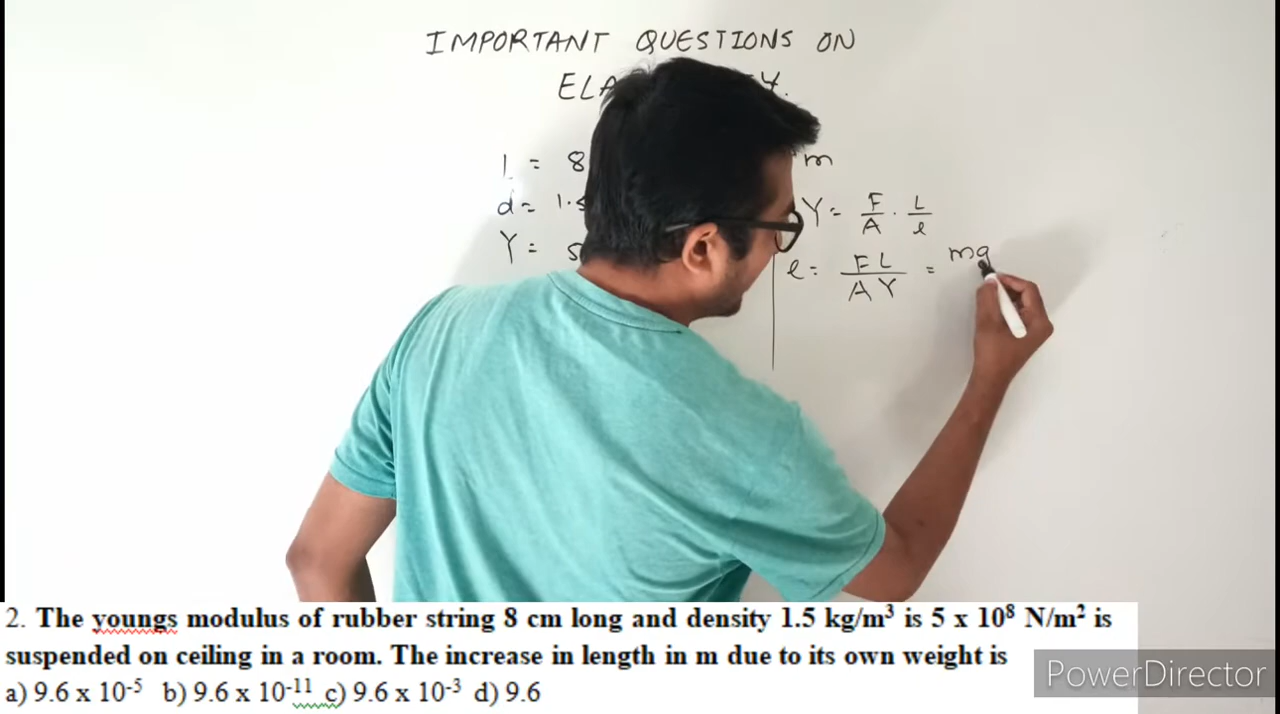 IMPORTANT QUESTIONS ON
l = 8
d = 1.5
Y = 5
m
Y = F/A . L/l
l = FL/AY = mg
2. The youngs modulus of rubber string 8 cm long and density 1.5 kg/m³ is 5 x 10⁸ N/m² is
suspended on ceiling in a room. The increase in length in m due to its own weight is
a) 9.6 x 10⁻⁵ b) 9.6 x 10⁻¹¹ c) 9.6 x 10⁻³ d) 9.6
PowerDirector